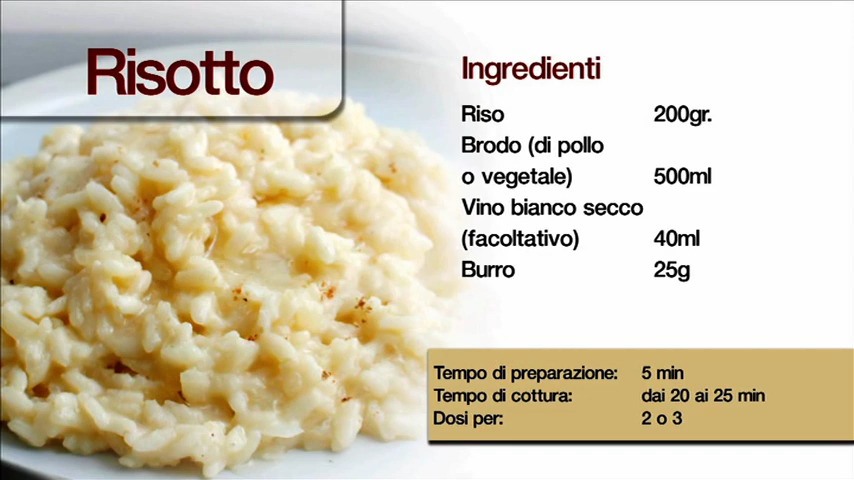 Risotto
Ingredienti
Riso 200gr.
Brodo (di pollo
o vegetale) 500ml
Vino bianco secco
(facoltativo) 40ml
Burro 25g
Tempo di preparazione: 5 min
Tempo di cottura: dai 20 ai 25 min
Dosi per: 2 o 3